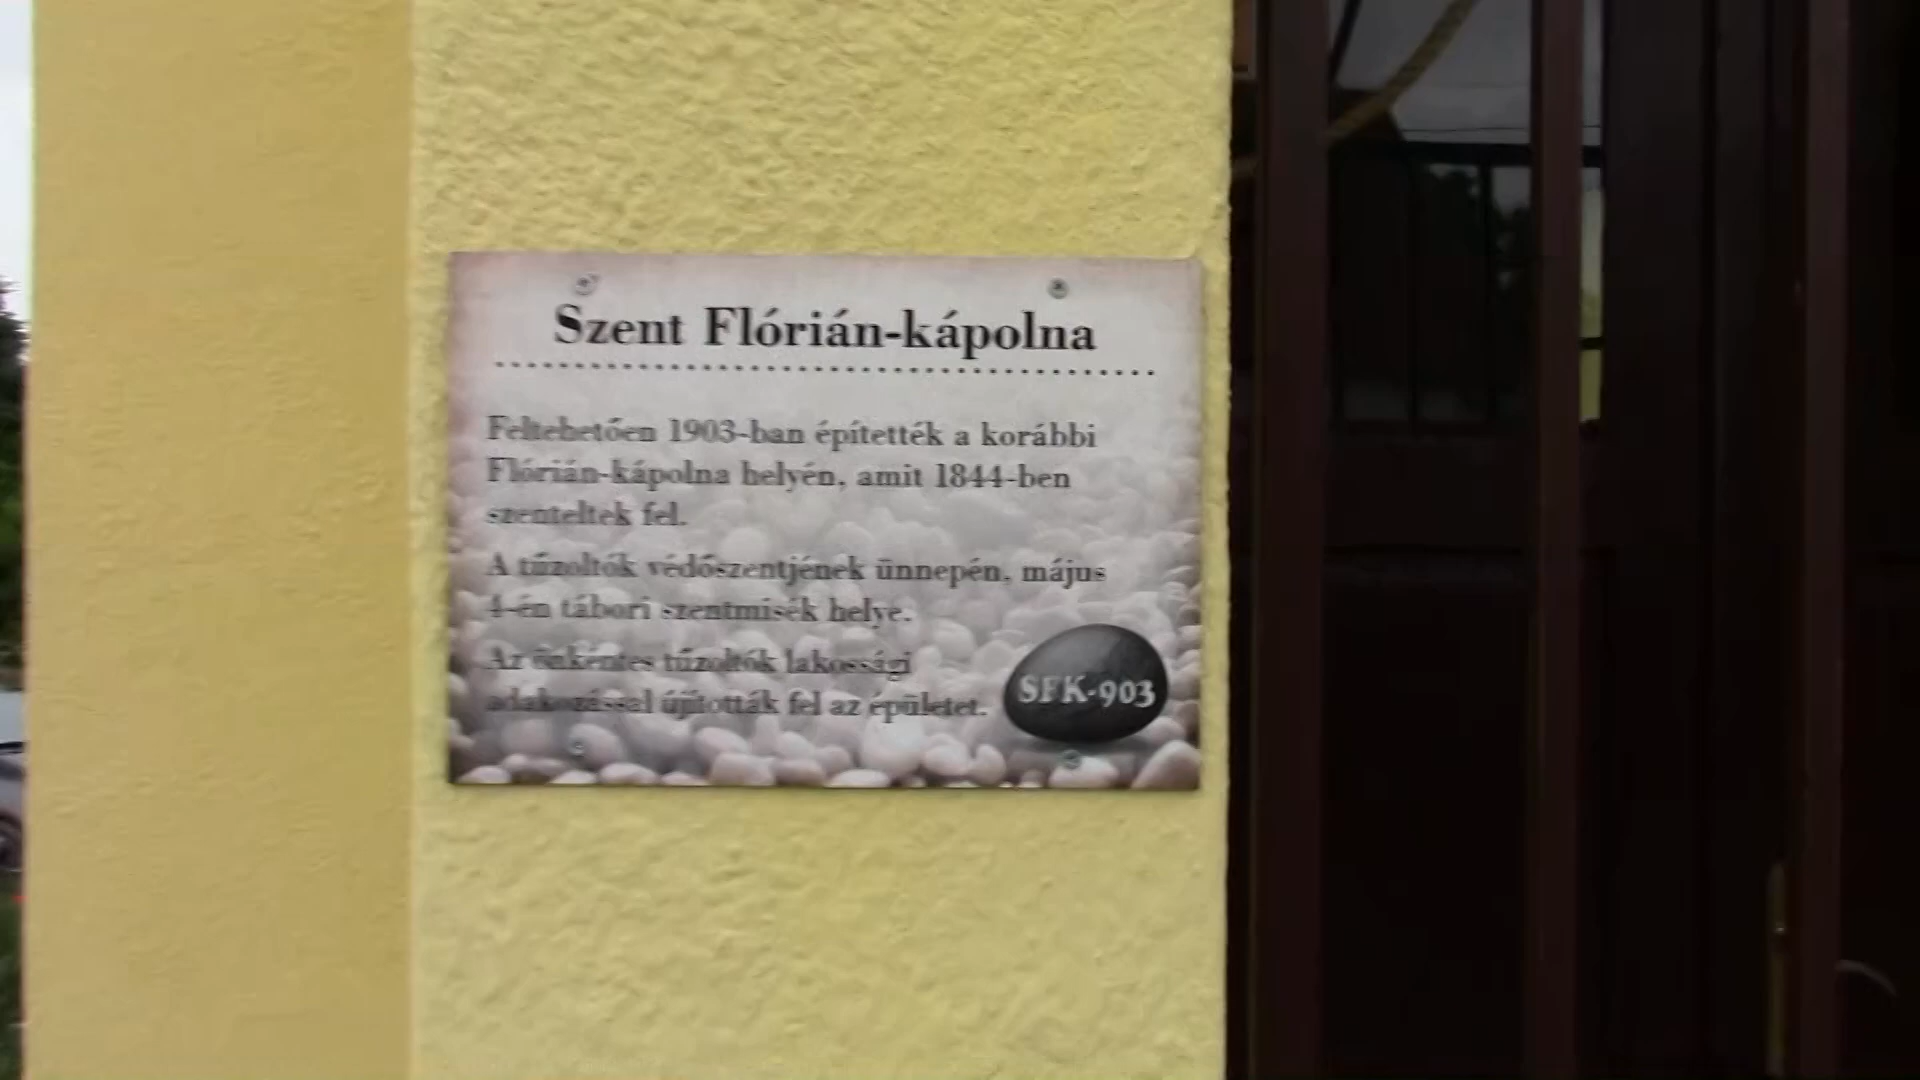 Szent Flórián-kápolna
Feltehetően 1903-ban építették a korábbi
Flórián-kápolna helyén, amit 1844-ben
szenteltek fel.
A tűzoltók védőszentjének ünnepén, május
4-én tábori szentmisék helye.
Az önkéntes tűzoltók lakossági
adakozással újították fel az épületet.
SFK-903